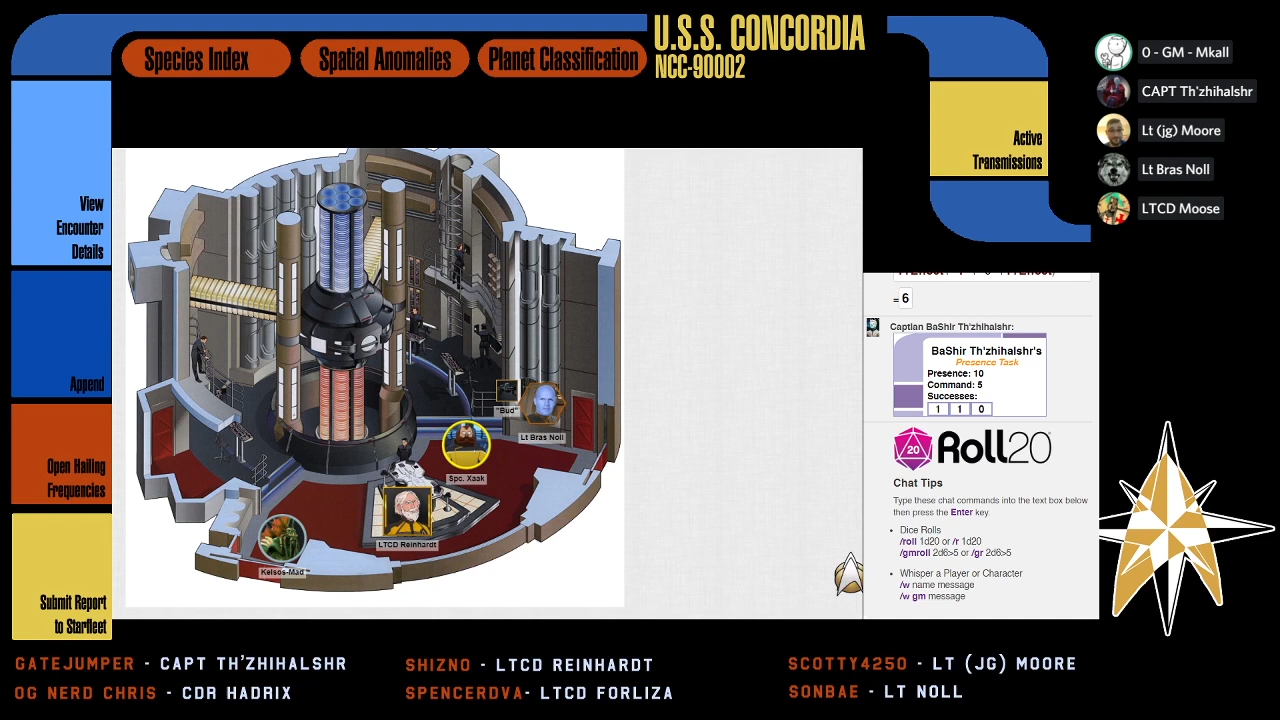 Species Index
Spatial Anomalies
Planet Classification
U.S.S. CONCORDIA
NCC-90002
View
Encounter
Details
Append
Open Hailing
Frequencies
Submit Report
to Starfleet
Active
Transmissions
0 - GM - Mkall
CAPT Th'zhihalshr
Lt (jg) Moore
Lt Bras Noll
LTCD Moose
"Bud"
Lt Bras Noll
Spc. Xaak
LTCD Reinhardt
Kelsos-Mad
=6
Captian BaShir Th'zhihalshr:
BaShir Th'zhihalshr's
Presence Task
Presence: 10
Command: 5
Successes:
1 1 0
20 Roll20
Chat Tips
Type these chat commands into the text box below
then press the Enter key.
• Dice Rolls
/roll 1d20 or /r 1d20
/gmroll 2d6>5 or /gr 2d6>5
• Whisper a Player or Character
/w name message
/w gm message
GATEJUMPER - CAPT TH'ZHIHALSHR
OG NERD CHRIS - CDR HADRIX
SHIZNO - LTCD REINHARDT
SPENCERDVA- LTCD FORLIZA
SCOTTY4250 - LT (JG) MOORE
SONBAE - LT NOLL